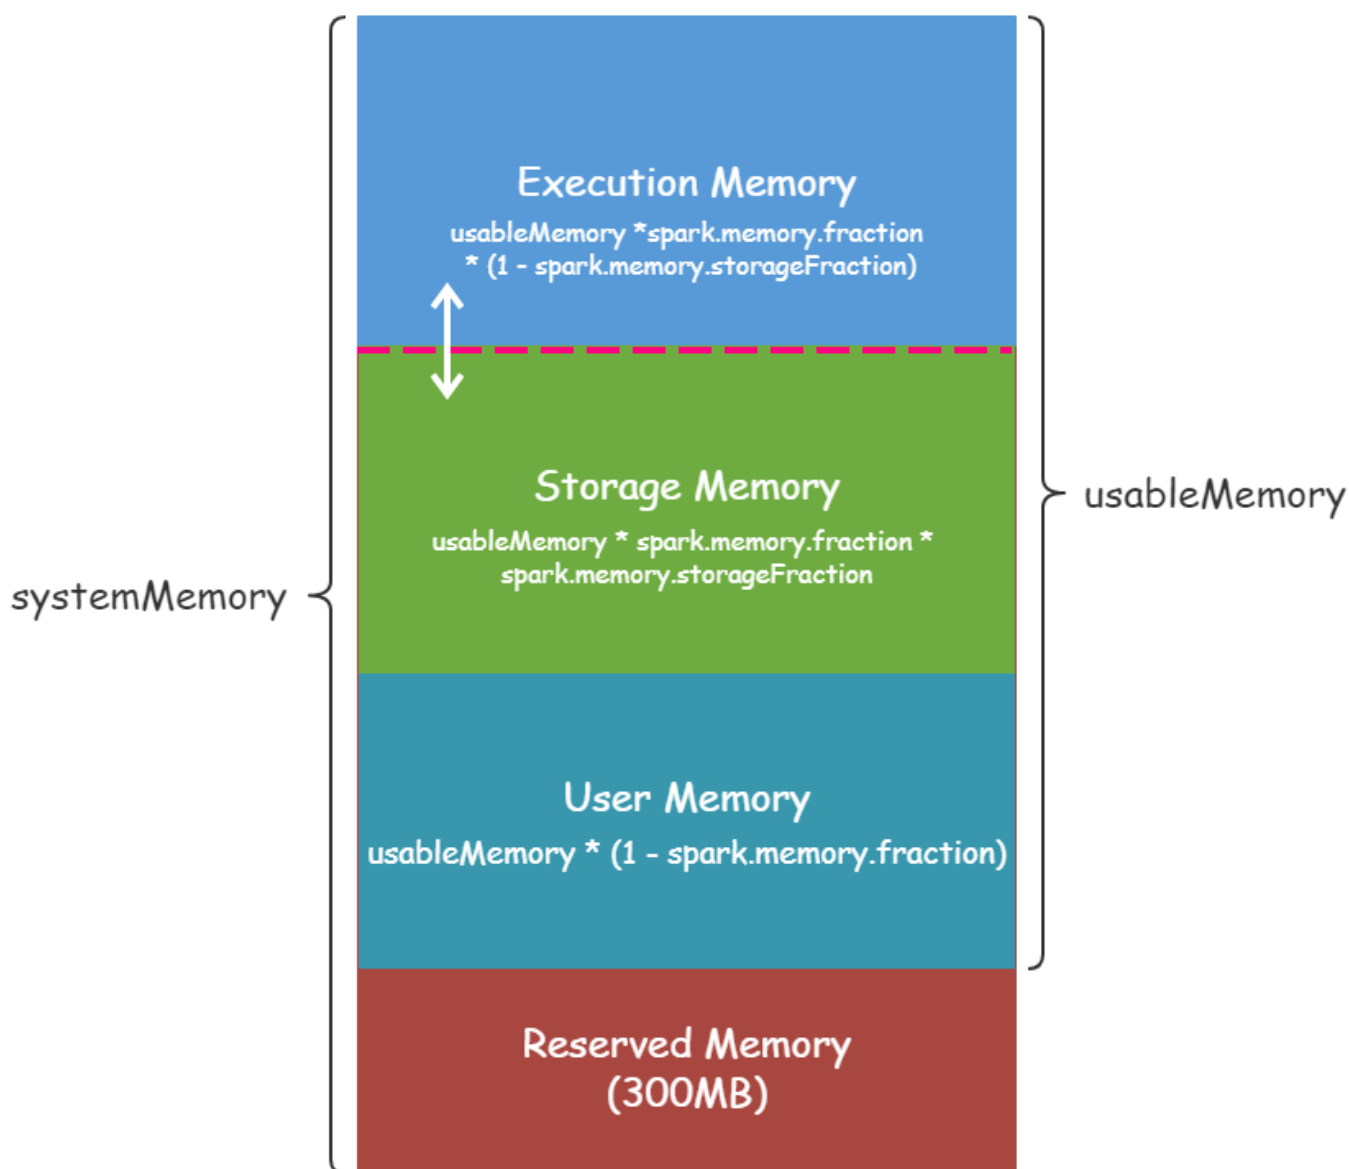 Execution Memory
usableMemory *spark.memory.fraction
* (1 - spark.memory.storageFraction)
Storage Memory
usableMemory * spark.memory.fraction *
spark.memory.storageFraction
usableMemory
systemMemory
User Memory
usableMemory * (1 - spark.memory.fraction)
Reserved Memory
(300MB)